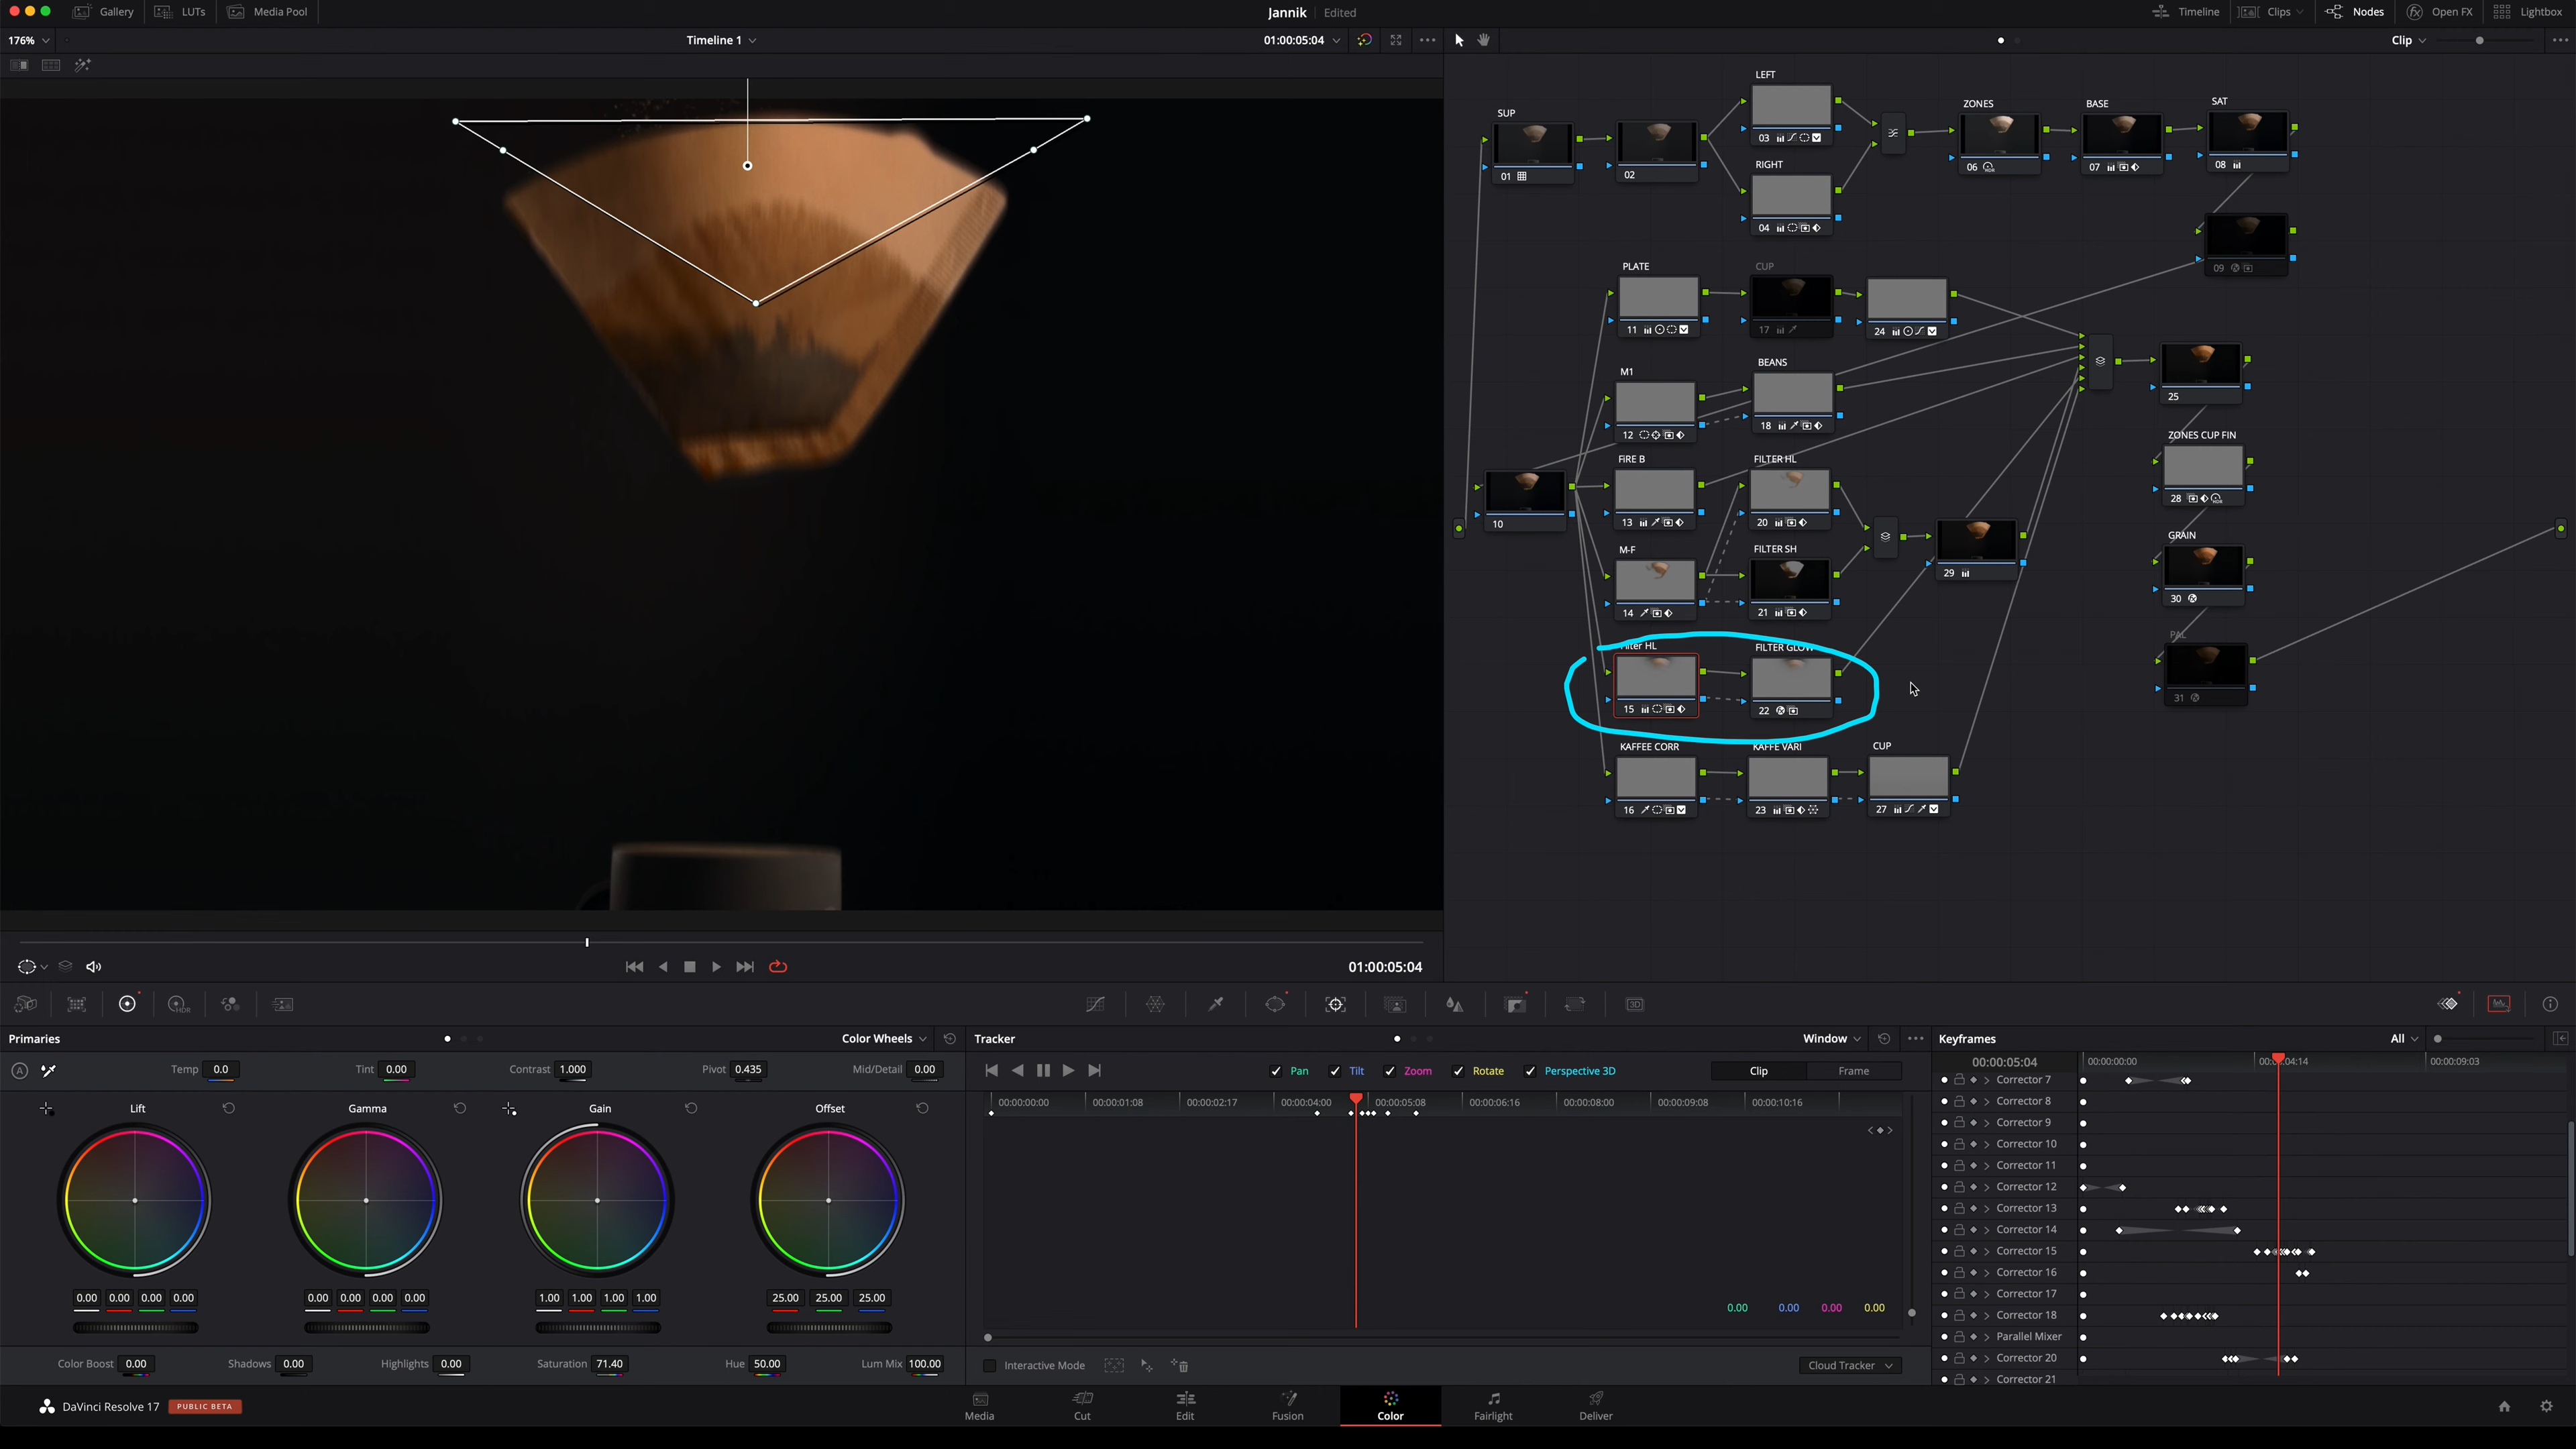 Gallery LUTs Media Pool Jannik Edited Timeline Clips Nodes Open FX Lightbox
176% Timeline 1 01:00:05:04 Clip
LEFT
SUP ZONES BASE SAT
03
01 02 RIGHT 06 07 08
04
09
PLATE CUP
11 17 24
M1 BEANS
25
12 18
ZONES CUP FIN
FIRE B FILTER HL
28
10 13 20
M-F FILTER SH GRAIN
29
14 21 30
PAL
Filter HL FILTER GLOW
31
15 22
KAFFEE CORR KAFFE VARI CUP
16 23 27
01:00:05:04
HDR
3D
Primaries Color Wheels
Temp 0.0 Tint 0.00 Contrast 1.000 Pivot 0.435 Mid/Detail 0.00
Lift Gamma Gain Offset
0.00 0.00 0.00 0.00 0.00 0.00 0.00 0.00 1.00 1.00 1.00 1.00 25.00 25.00 25.00
Color Boost 0.00 Shadows 0.00 Highlights 0.00 Saturation 71.40 Hue 50.00 Lum Mix 100.00
Tracker Window
Pan Tilt Zoom Rotate Perspective 3D Clip Frame
00:00:00:00 00:00:01:08 00:00:02:17 00:00:04:00 00:00:05:08 00:00:06:16 00:00:08:00 00:00:09:08 00:00:10:16
0.00 0.00 0.00 0.00
Interactive Mode Cloud Tracker
Keyframes All
00:00:05:04 00:00:00:00 00:00:04:14 00:00:09:03
Corrector 7
Corrector 8
Corrector 9
Corrector 10
Corrector 11
Corrector 12
Corrector 13
Corrector 14
Corrector 15
Corrector 16
Corrector 17
Corrector 18
Parallel Mixer
Corrector 20
Corrector 21
DaVinci Resolve 17 PUBLIC BETA Media Cut Edit Fusion Color Fairlight Deliver